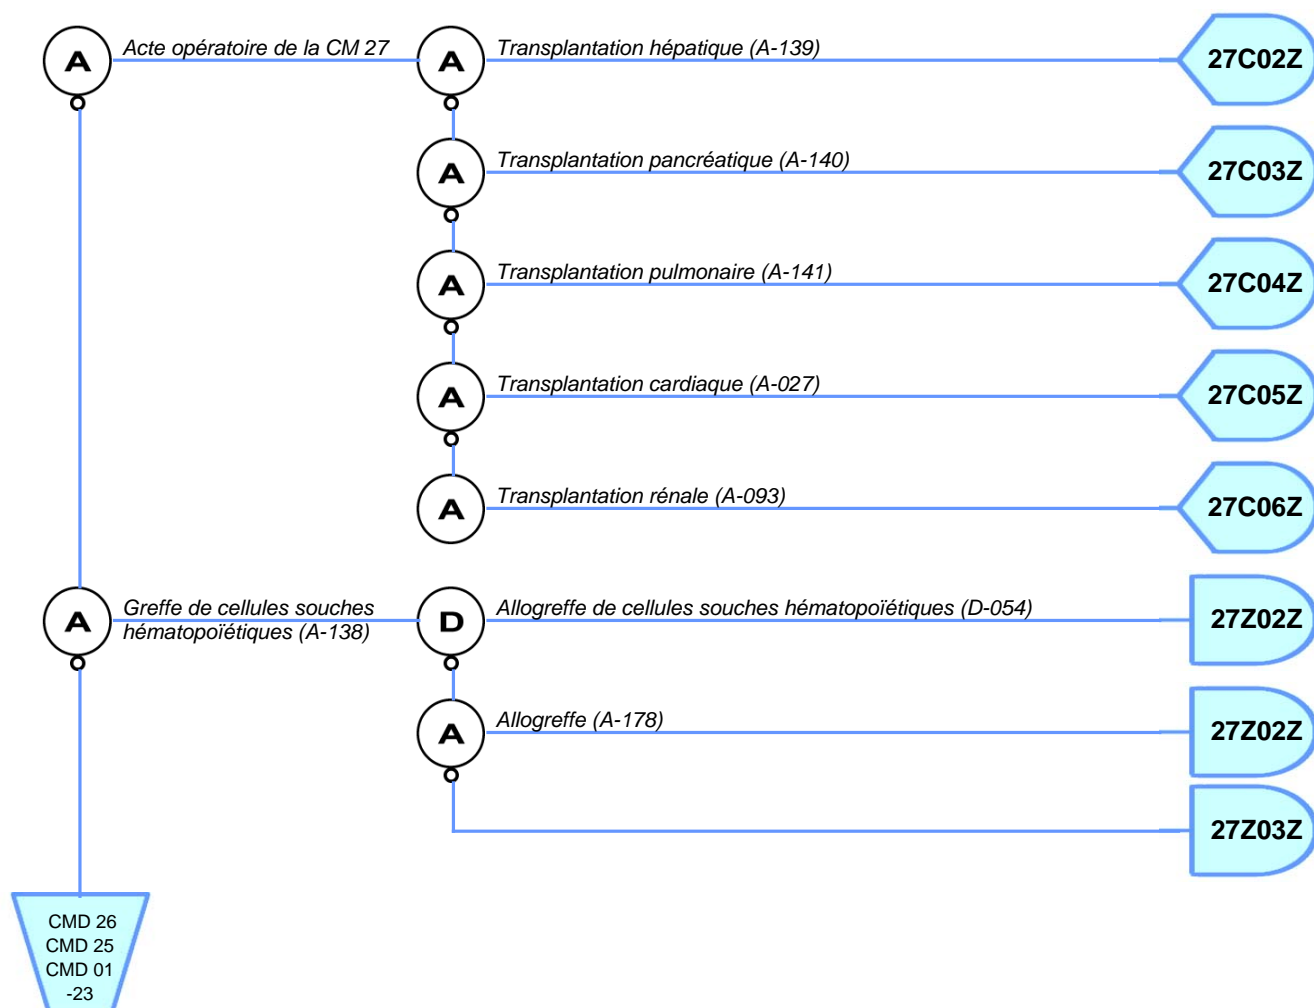 A
Acte opératoire de la CM 27
A
Transplantation hépatique (A-139)
27C02Z
A
Transplantation pancréatique (A-140)
27C03Z
A
Transplantation pulmonaire (A-141)
27C04Z
A
Transplantation cardiaque (A-027)
27C05Z
A
Transplantation rénale (A-093)
27C06Z
A
Greffe de cellules souches
hématopoïétiques (A-138)
D
Allogreffe de cellules souches hématopoïétiques (D-054)
27Z02Z
A
Allogreffe (A-178)
27Z02Z
27Z03Z
CMD 26
CMD 25
CMD 01
-23